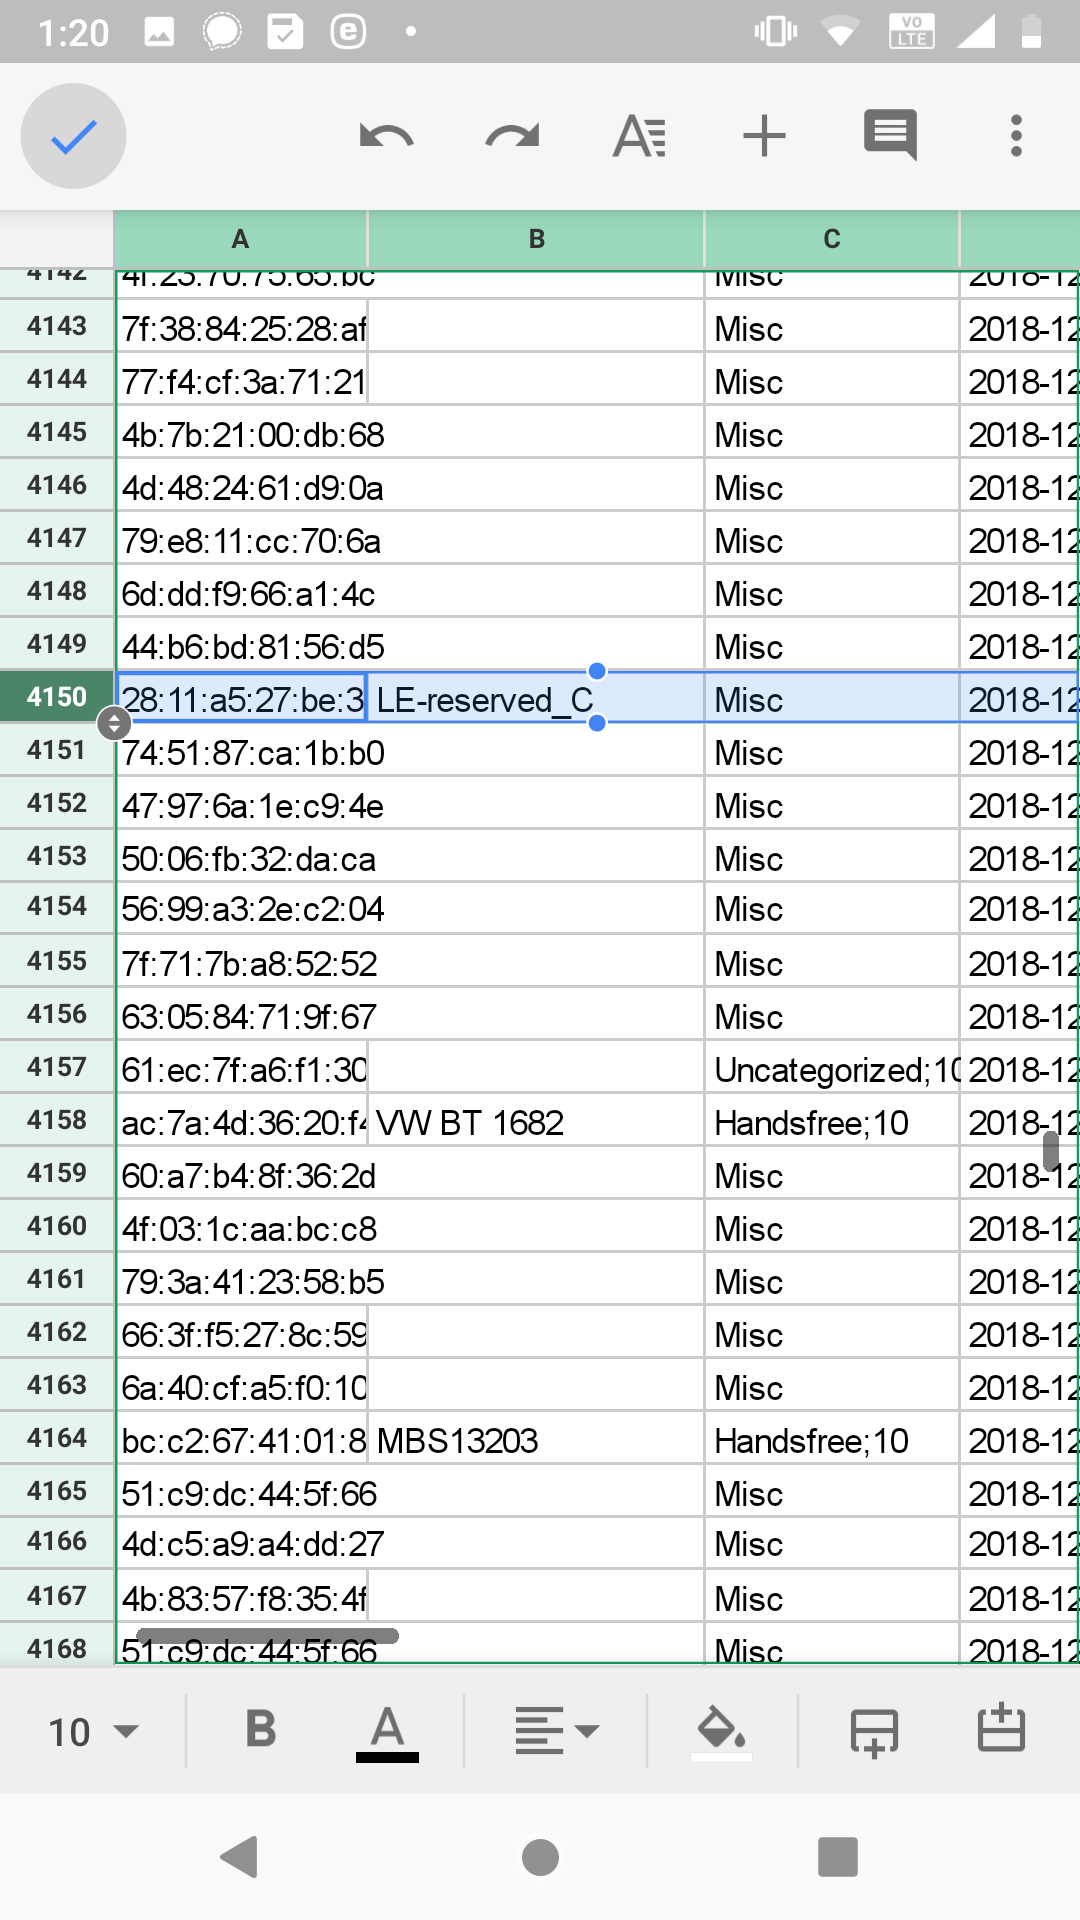 1:20 VO LTE
A B C
4142 4f:23:70:75:65:bc Misc 2018-12
4143 7f:38:84:25:28:af Misc 2018-12
4144 77:f4:cf:3a:71:21 Misc 2018-12
4145 4b:7b:21:00:db:68 Misc 2018-12
4146 4d:48:24:61:d9:0a Misc 2018-12
4147 79:e8:11:cc:70:6a Misc 2018-12
4148 6d:dd:f9:66:a1:4c Misc 2018-12
4149 44:b6:bd:81:56:d5 Misc 2018-12
4150 28:11:a5:27:be:3 LE-reserved_C Misc 2018-12
4151 74:51:87:ca:1b:b0 Misc 2018-12
4152 47:97:6a:1e:c9:4e Misc 2018-12
4153 50:06:fb:32:da:ca Misc 2018-12
4154 56:99:a3:2e:c2:04 Misc 2018-12
4155 7f:71:7b:a8:52:52 Misc 2018-12
4156 63:05:84:71:9f:67 Misc 2018-12
4157 61:ec:7f:a6:f1:30 Uncategorized;10 2018-12
4158 ac:7a:4d:36:20:f4 VW BT 1682 Handsfree;10 2018-12
4159 60:a7:b4:8f:36:2d Misc 2018-12
4160 4f:03:1c:aa:bc:c8 Misc 2018-12
4161 79:3a:41:23:58:b5 Misc 2018-12
4162 66:3f:f5:27:8c:59 Misc 2018-12
4163 6a:40:cf:a5:f0:10 Misc 2018-12
4164 bc:c2:67:41:01:8 MBS13203 Handsfree;10 2018-12
4165 51:c9:dc:44:5f:66 Misc 2018-12
4166 4d:c5:a9:a4:dd:27 Misc 2018-12
4167 4b:83:57:f8:35:4f Misc 2018-12
4168 51:c9:dc:44:5f:66 Misc 2018-12
10 B A